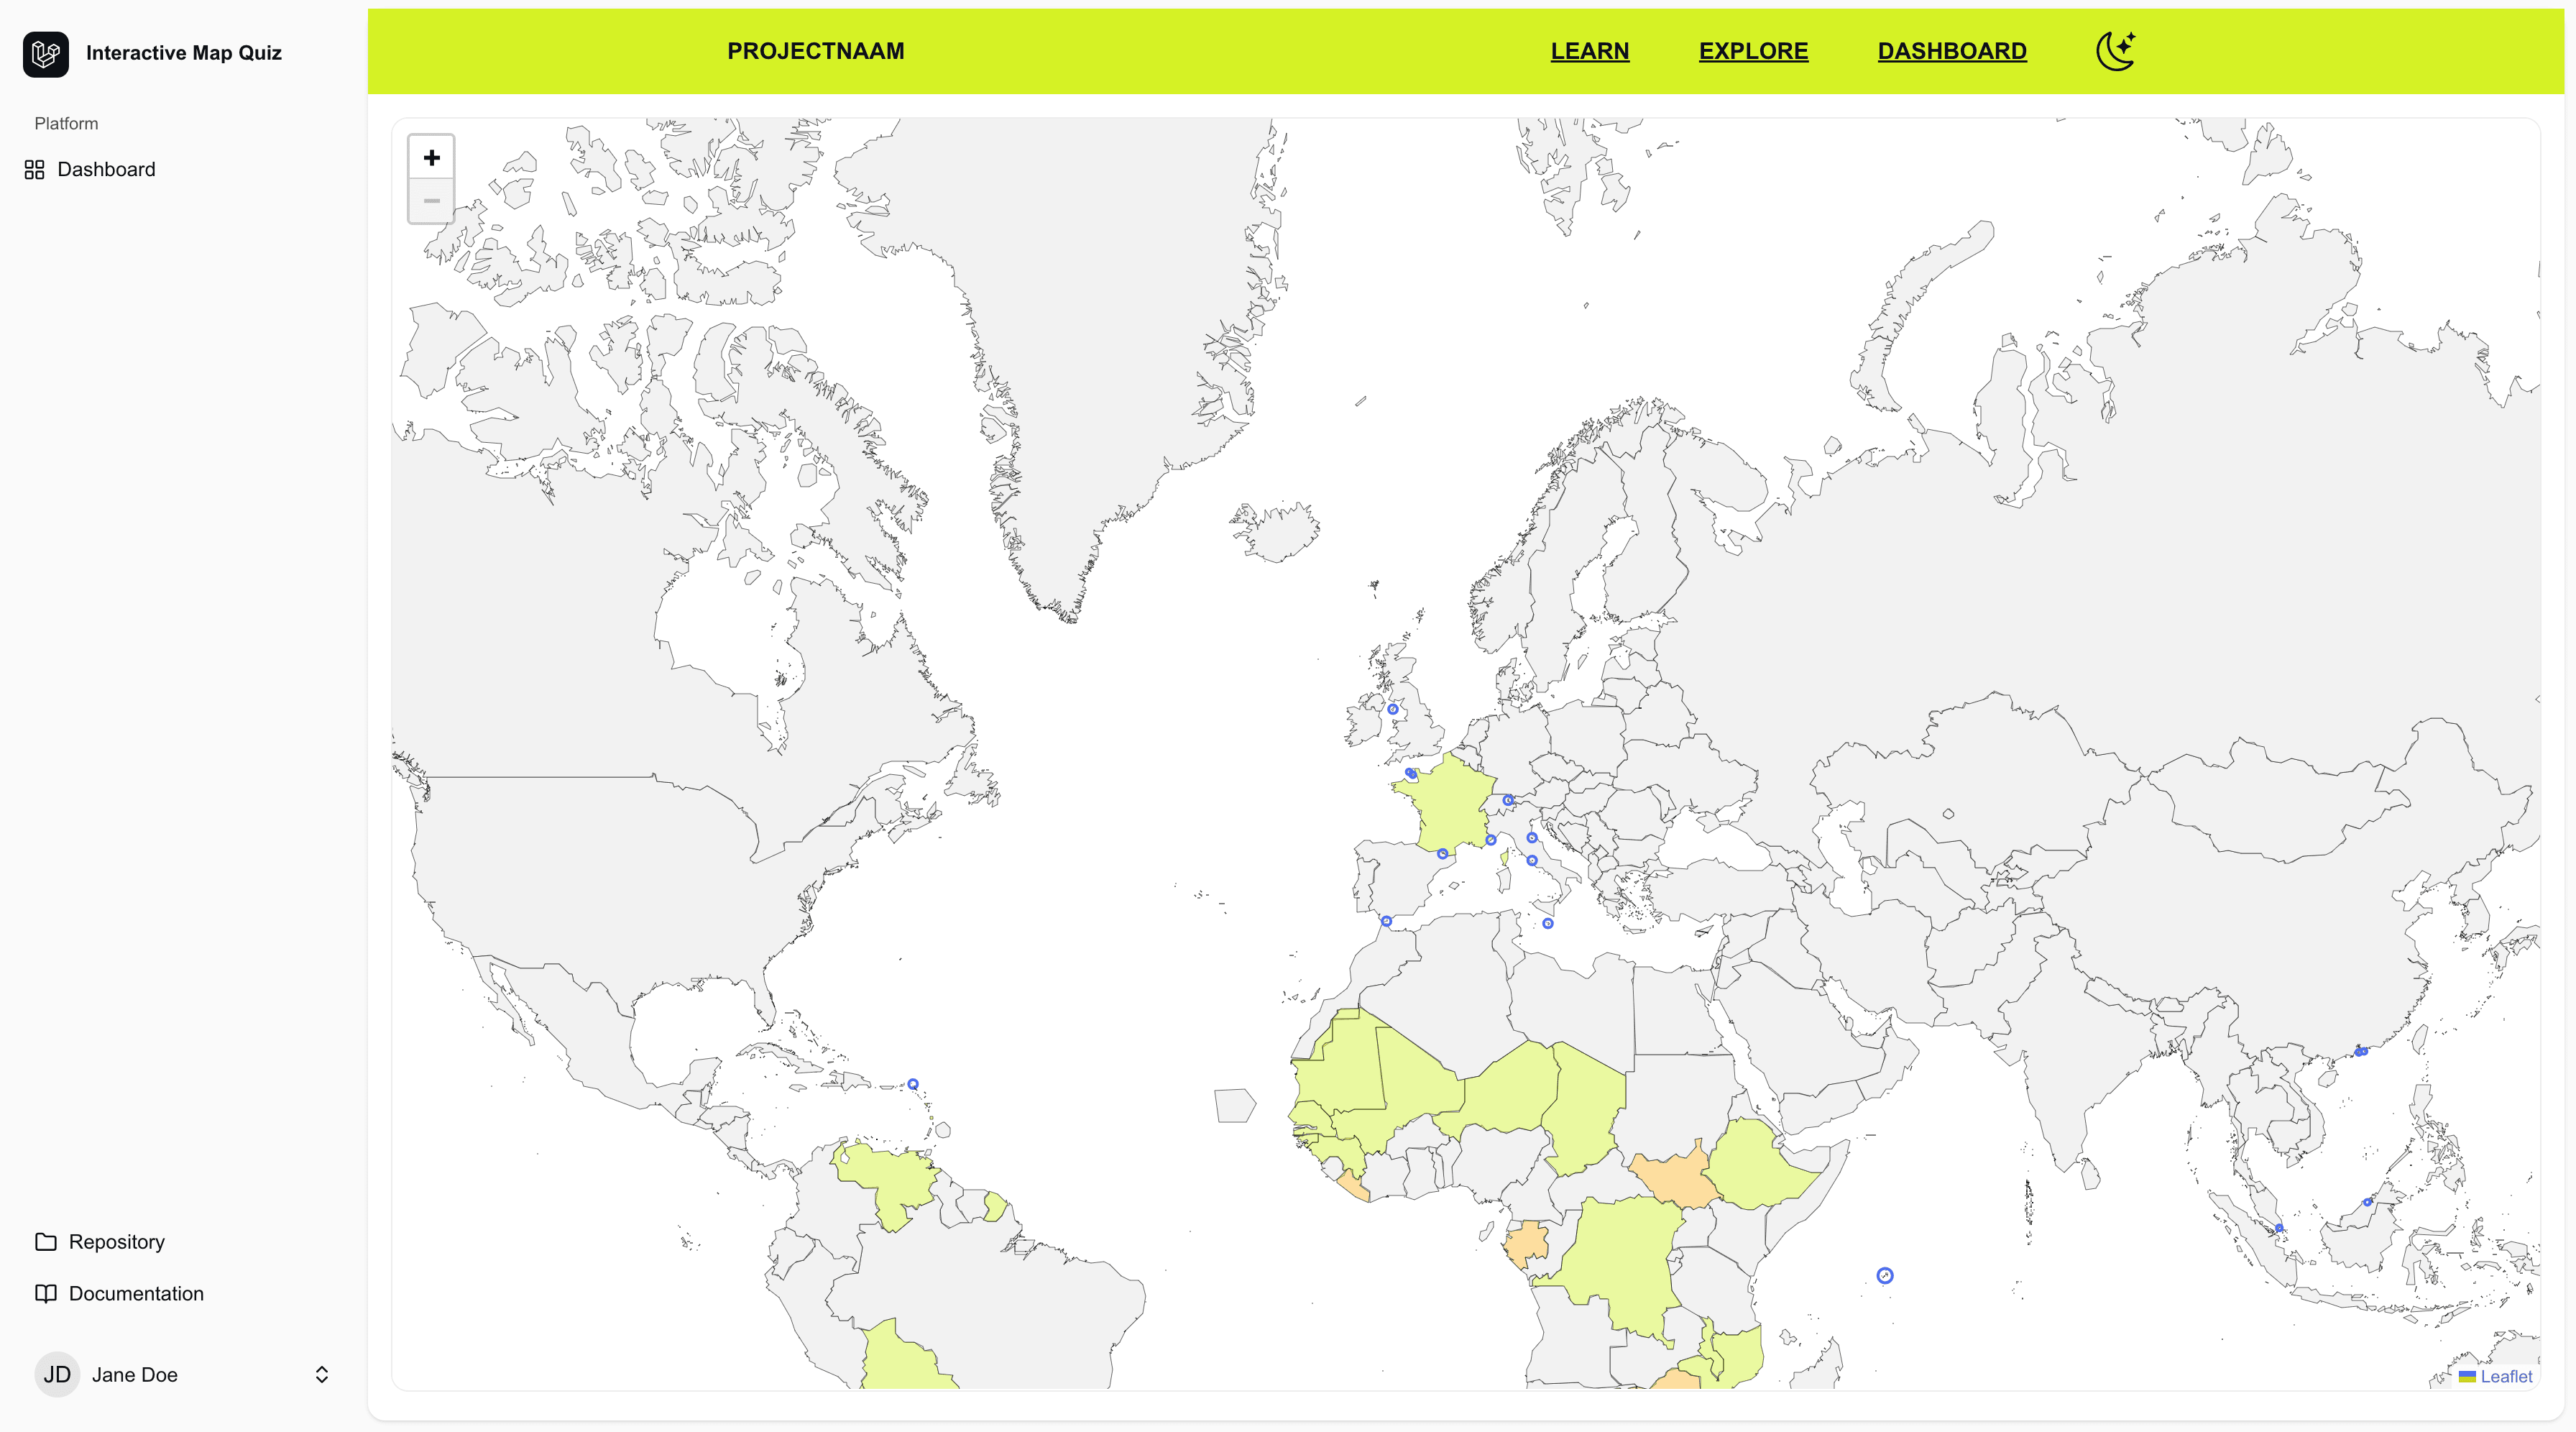 Interactive Map Quiz
Platform
Dashboard
Repository
Documentation
JD Jane Doe
PROJECTNAAM LEARN EXPLORE DASHBOARD
+
−
Leaflet